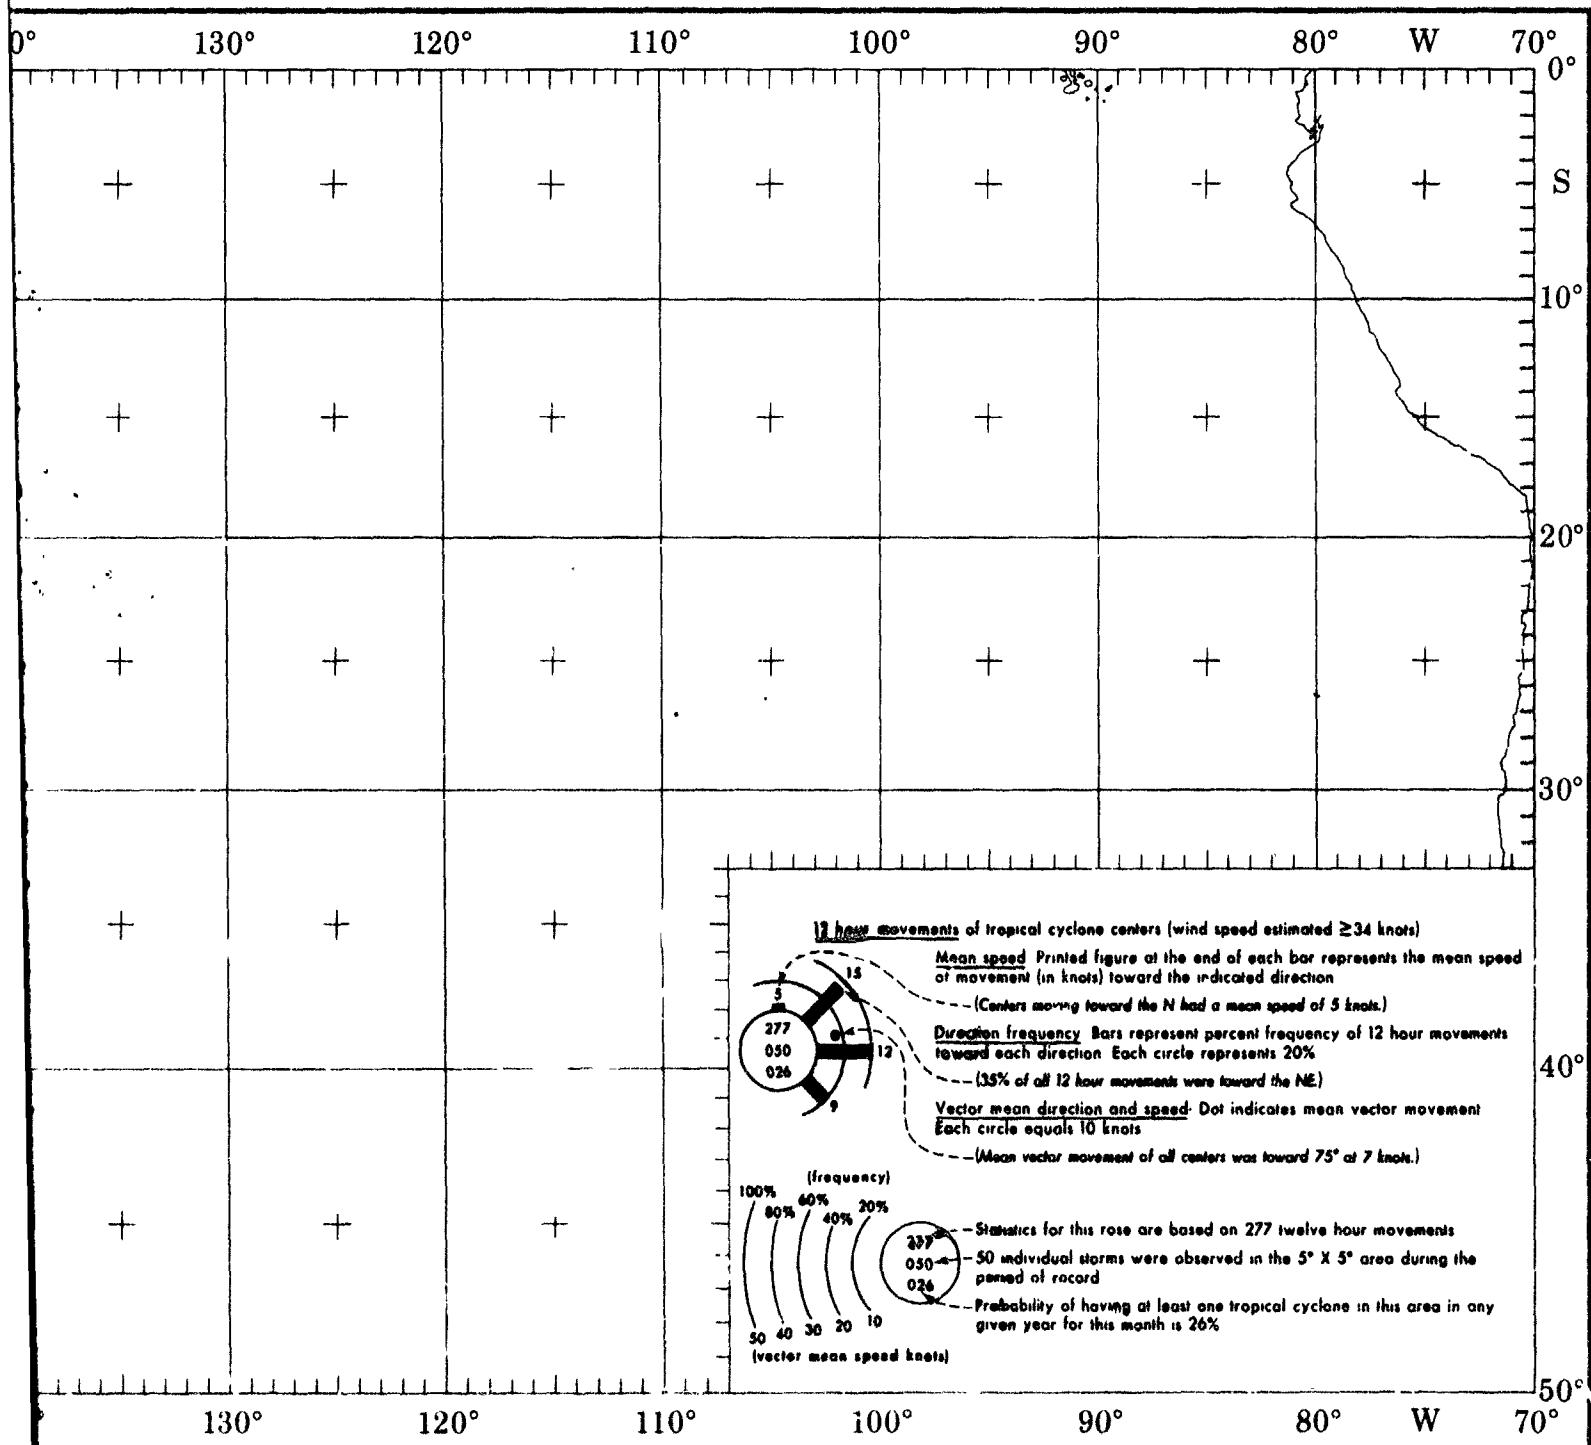 0° 130° 120° 110° 100° 90° 80° W 70°
0°
S
10°
20°
30°
40°
50°
12 hour movements of tropical cyclone centers (wind speed estimated ≥34 knots)
Mean speed Printed figure at the end of each bar represents the mean speed
of movement (in knots) toward the indicated direction
(Centers moving toward the N had a mean speed of 5 knots.)
Direction frequency Bars represent percent frequency of 12 hour movements
toward each direction Each circle represents 20%
(35% of all 12 hour movements were toward the NE.)
Vector mean direction and speed Dot indicates mean vector movement
Each circle equals 10 knots
(Mean vector movement of all centers was toward 75° at 7 knots.)
15
5
277
050
026
12
9
(frequency)
100% 80% 60% 40% 20%
50 40 30 20 10
(vector mean speed knots)
277
050
026
Statistics for this rose are based on 277 twelve hour movements
50 individual storms were observed in the 5° X 5° area during the
period of record
Probability of having at least one tropical cyclone in this area in any
given year for this month is 26%
130° 120° 110° 100° 90° 80° W 70°